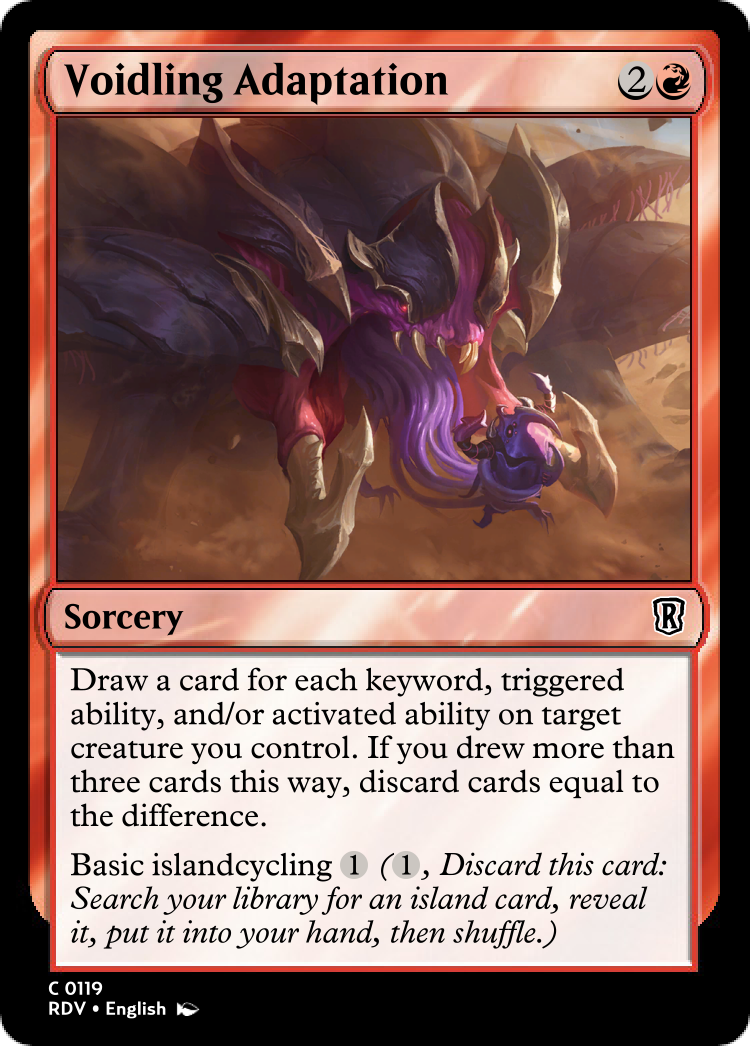 Voidling Adaptation 2
Sorcery R
Draw a card for each keyword, triggered
ability, and/or activated ability on target
creature you control. If you drew more than
three cards this way, discard cards equal to
the difference.
Basic islandcycling 1 (1, Discard this card:
Search your library for an island card, reveal
it, put it into your hand, then shuffle.)
C 0119
RDV • English